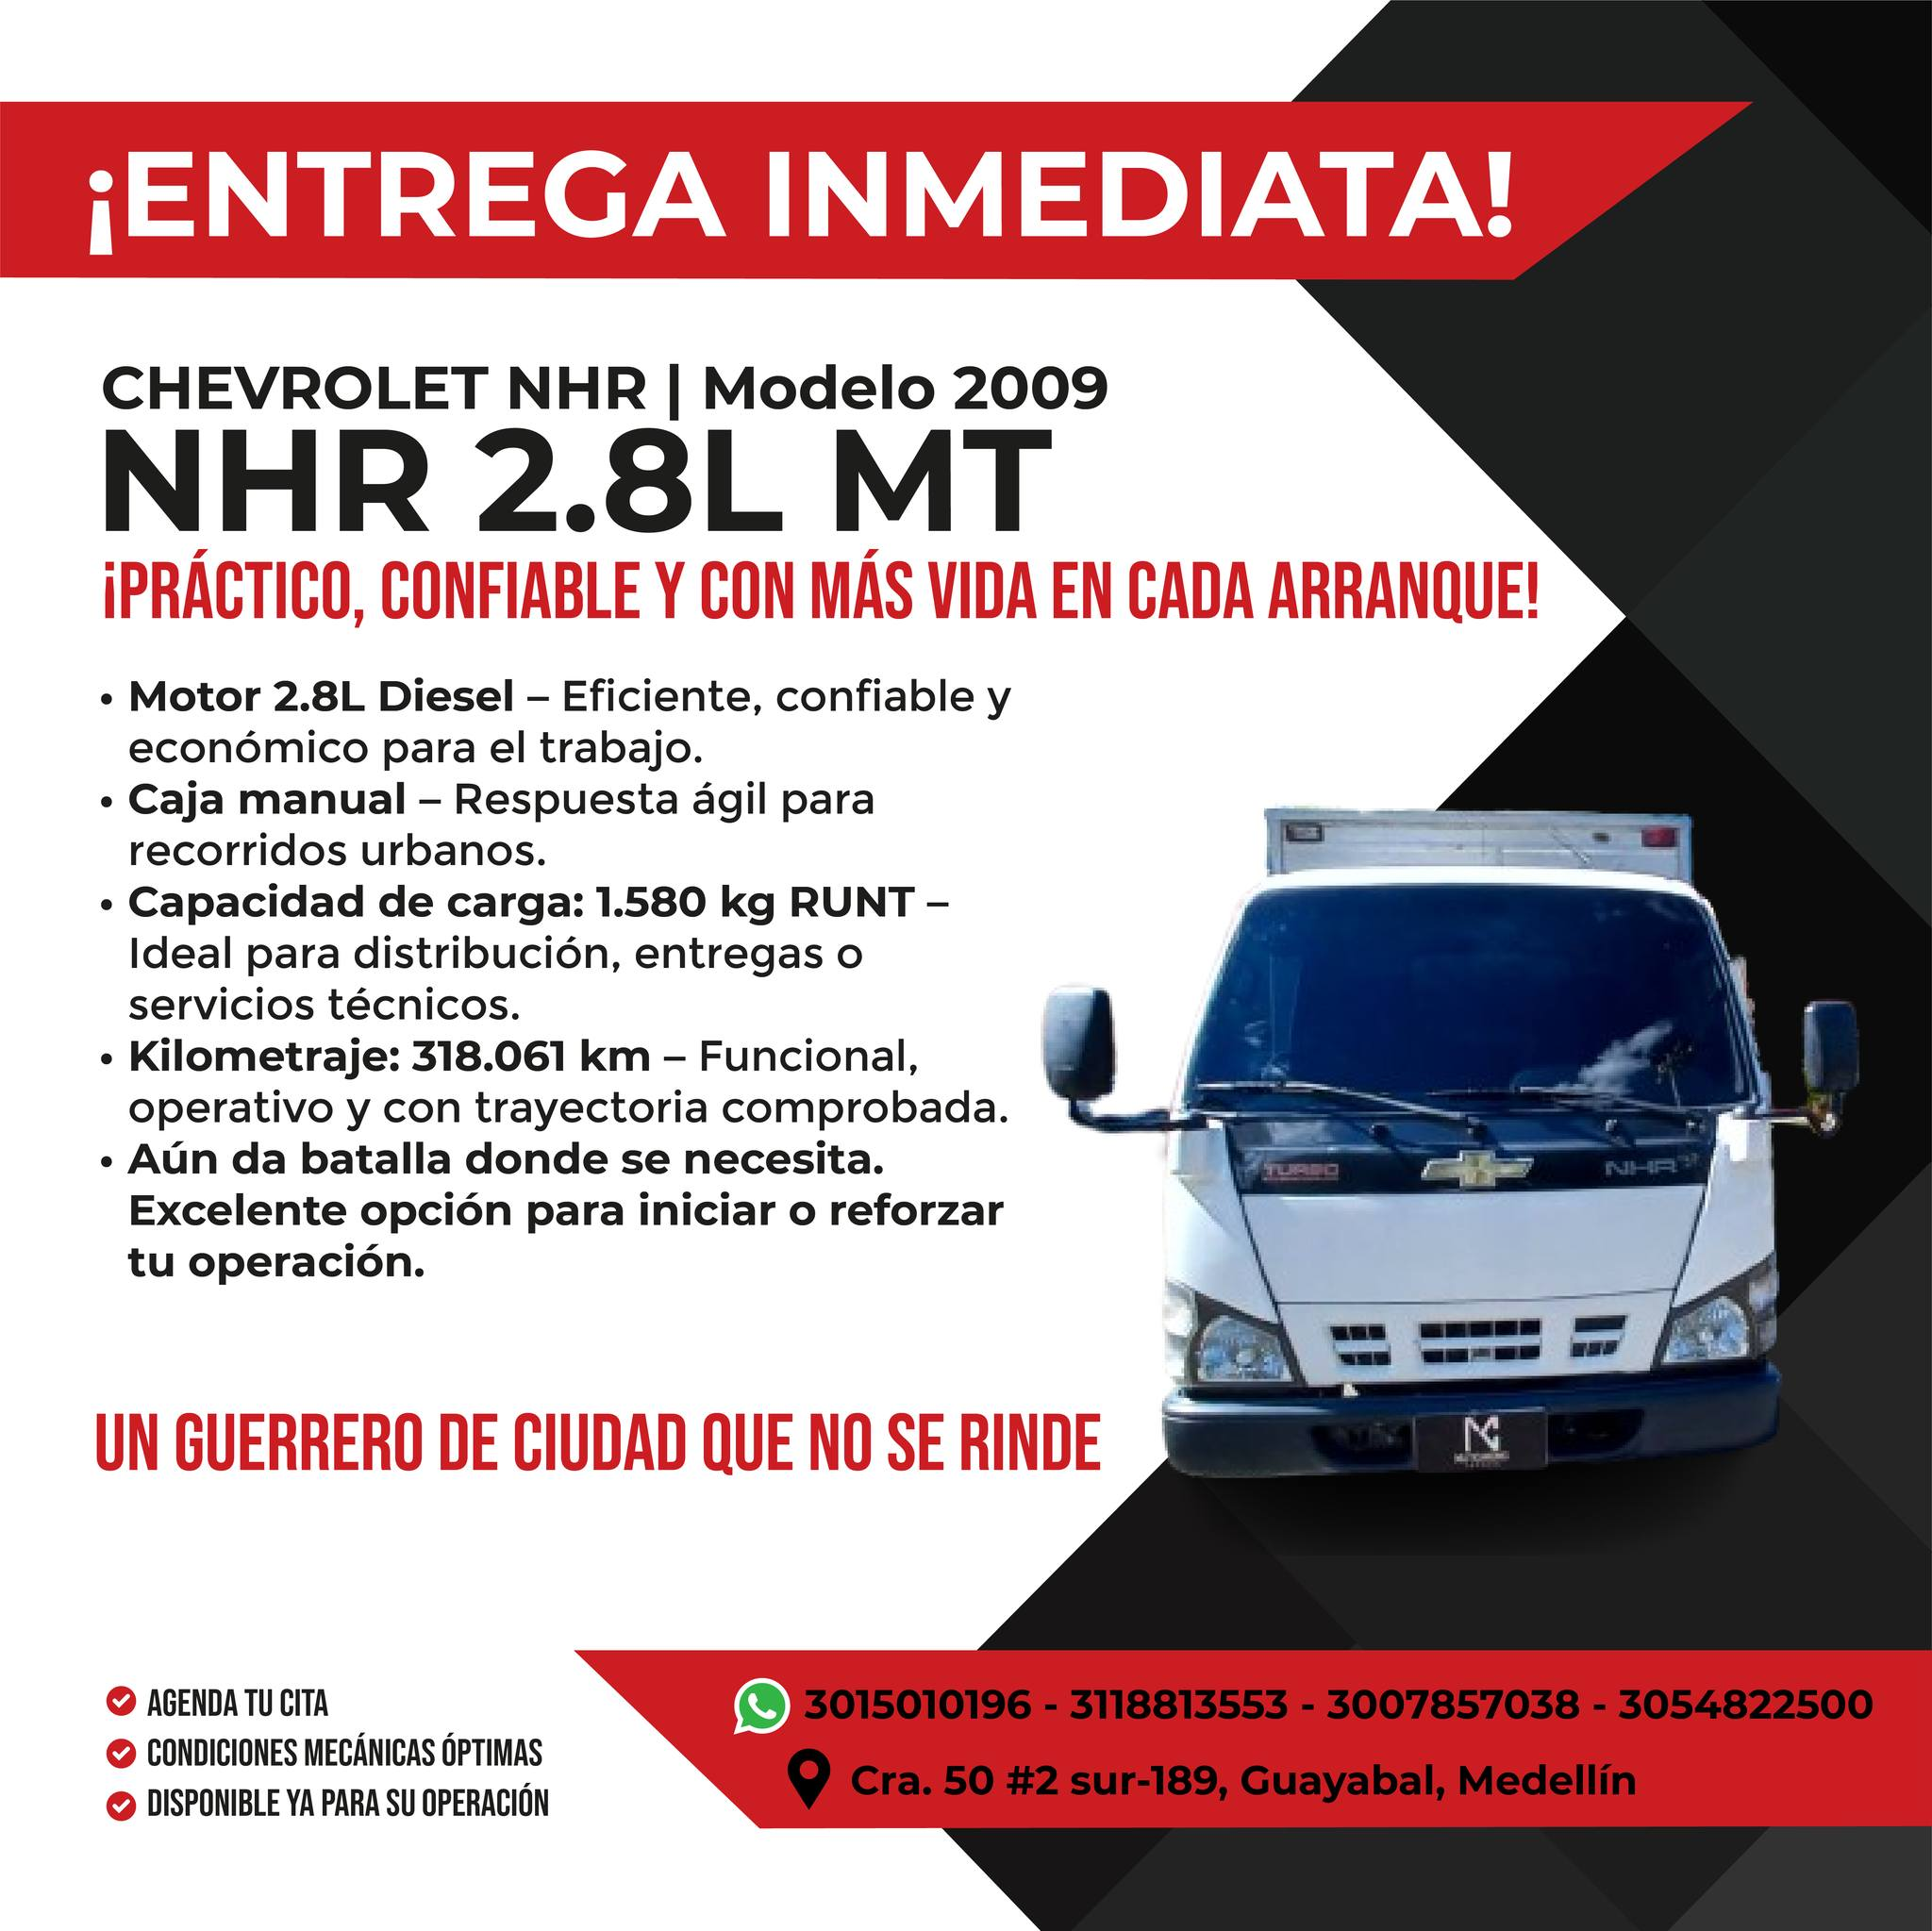 ¡ENTREGA INMEDIATA!
CHEVROLET NHR | Modelo 2009
NHR 2.8L MT
¡PRÁCTICO, CONFIABLE Y CON MÁS VIDA EN CADA ARRANQUE!
• Motor 2.8L Diesel – Eficiente, confiable y
económico para el trabajo.
• Caja manual – Respuesta ágil para
recorridos urbanos.
• Capacidad de carga: 1.580 kg RUNT –
Ideal para distribución, entregas o
servicios técnicos.
• Kilometraje: 318.061 km – Funcional,
operativo y con trayectoria comprobada.
• Aún da batalla donde se necesita.
Excelente opción para iniciar o reforzar
tu operación.
TURBO
NHR
UN GUERRERO DE CIUDAD QUE NO SE RINDE
AGENDA TU CITA
CONDICIONES MECÁNICAS ÓPTIMAS
DISPONIBLE YA PARA SU OPERACIÓN
3015010196 - 3118813553 - 3007857038 - 3054822500
Cra. 50 #2 sur-189, Guayabal, Medellín